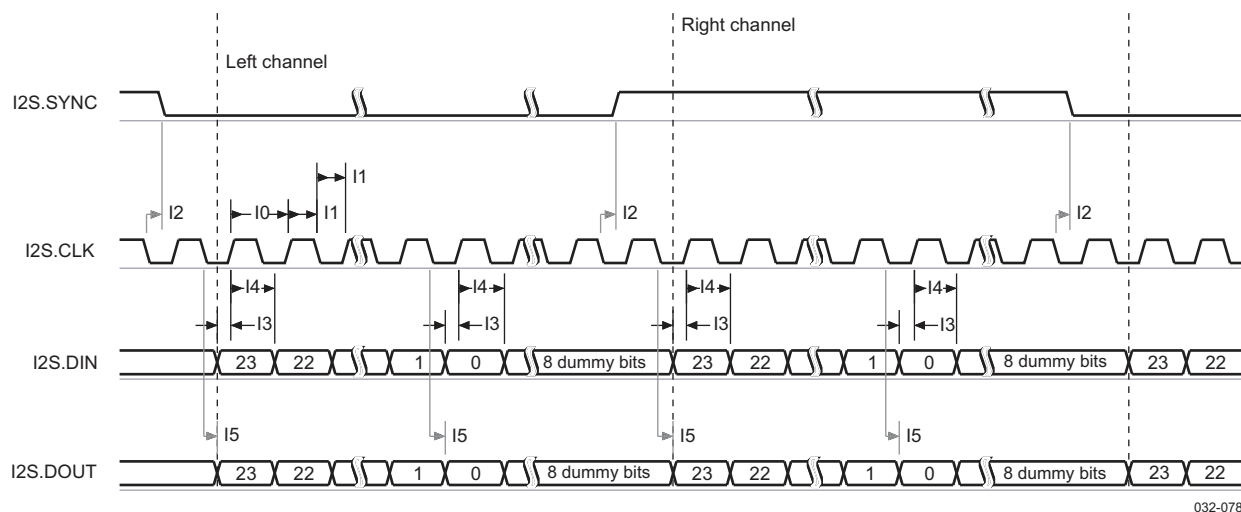 Right channel
Left channel
I2S.SYNC
I1
I2 I0 I1 I2 I2
I2S.CLK
I4 I4 I4 I4
I3 I3 I3 I3
I2S.DIN 23 22 1 0 8 dummy bits 23 22 1 0 8 dummy bits 23 22
I5 I5 I5 I5
I2S.DOUT 23 22 1 0 8 dummy bits 23 22 1 0 8 dummy bits 23 22
032-078